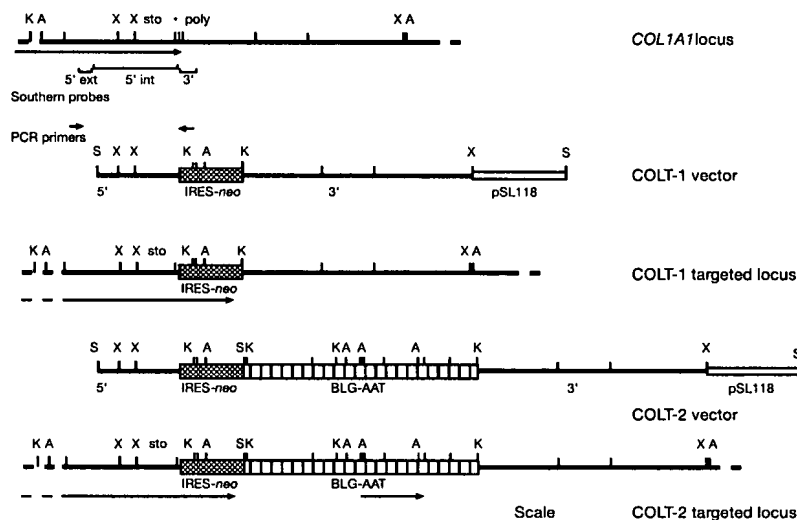 K A X X sto * poly X A
COL1A1 locus
5' ext 5' int 3'
Southern probes
PCR primers
S X X K A K X S
5' IRES-neo 3' pSL118
COLT-1 vector
K A X X sto K A K X A
IRES-neo
COLT-1 targeted locus
S X X K A SK K A A A K X S
5' IRES-neo BLG-AAT 3' pSL118
COLT-2 vector
K A X X sto K A SK K A A A K X A
IRES-neo BLG-AAT
Scale COLT-2 targeted locus